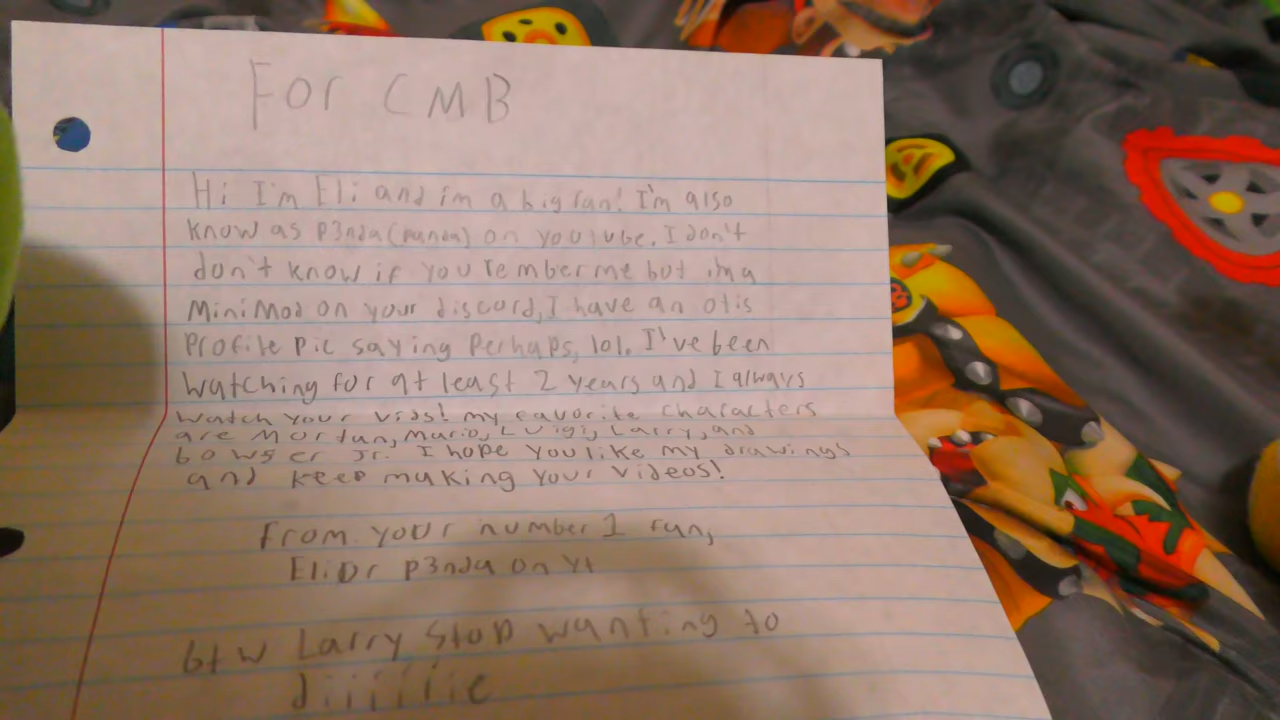 For CMB
Hi I'm Eli and im a big fan! I'm also
know as p3nda(panda) on youtube. I don't
don't know if you rember me but im a
MiniMod on your discord, I have an otis
Profile pic saying Perhaps, lol. I've been
watching for at least 2 years and I always
watch your vids! my favorite characters
are Mortan, Mario, Luigi, Larry, and
bowser Jr. I hope you like my drawings
and keep making your videos!
From your number 1 fan,
Eli Or p3nda on Yt
btw Larry Stop wanting to
diiiiiie